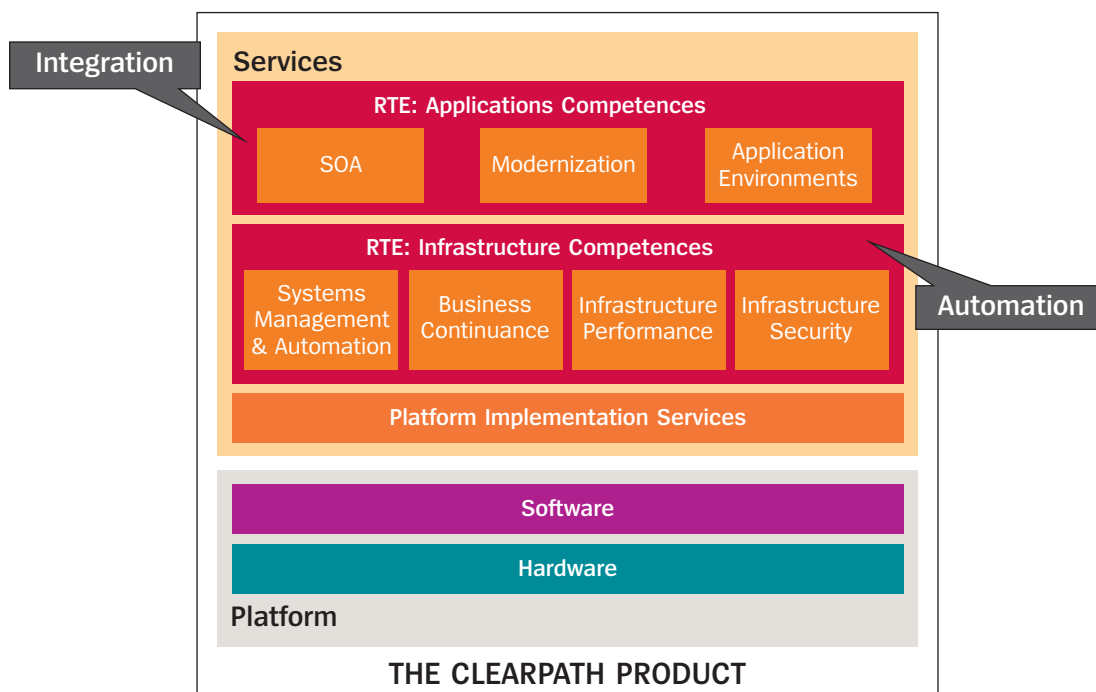 Integration
Services
RTE: Applications Competences
SOA
Modernization
Application
Environments
RTE: Infrastructure Competences
Systems
Management
& Automation
Business
Continuance
Infrastructure
Performance
Infrastructure
Security
Automation
Platform Implementation Services
Software
Hardware
Platform
THE CLEARPATH PRODUCT